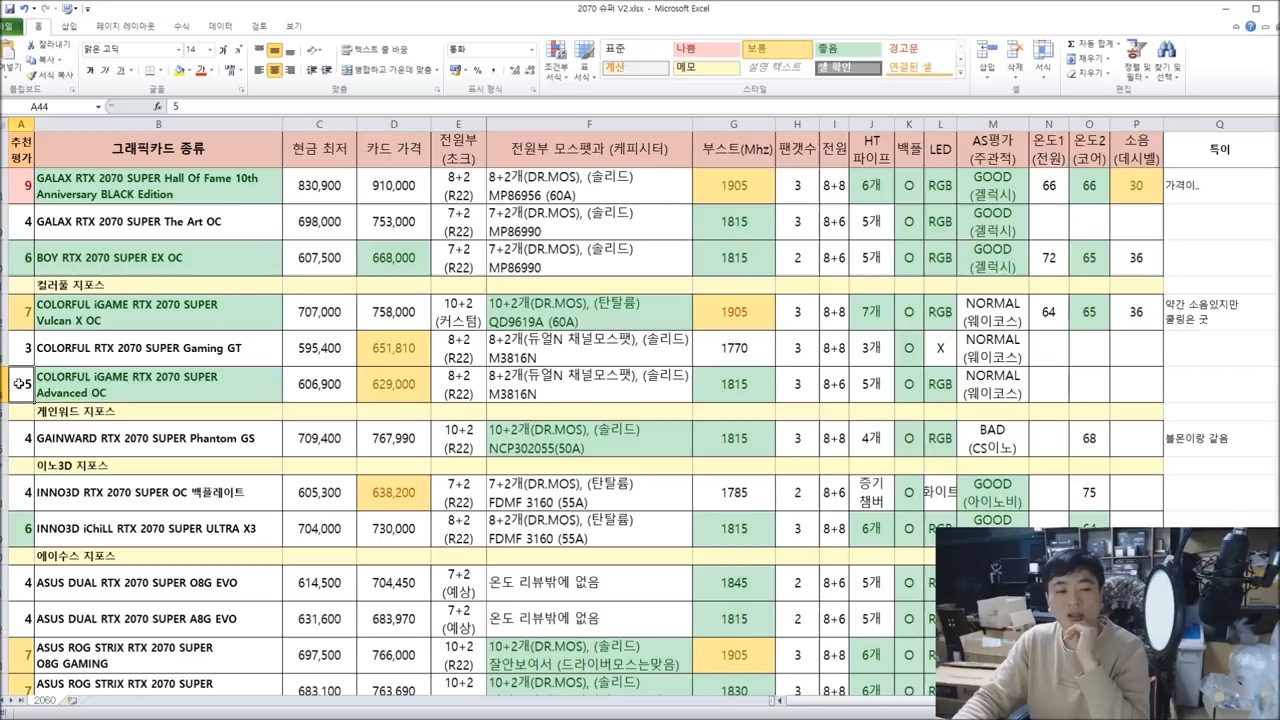 2070 슈퍼 V2.xlsx - Microsoft Excel
파일 홈 삽입 페이지 레이아웃 수식 데이터 검토 보기
잘라내기 맑은 고딕 14 텍스트 줄 바꿈 통화 표준 나쁨 보통 좋음 경고문 자동 합계
복사 조건부 서식 표 서식 삽입 삭제 서식 채우기 정렬 및 필터 찾기 및 선택
서식 복사 병합하고 가운데 맞춤 계산 메모 설명 텍스트 셀 확인 연결된 셀 지우기
클립보드 글꼴 맞춤 표시 형식 스타일 셀 편집
A44 fx 5
A B C D E F G H I J K L M N O P Q
추천 평가 그래픽카드 종류 현금 최저 카드 가격 전원부 (초크) 전원부 모스펫과 (케피시터) 부스트(Mhz) 팬갯수 전원 HT 파이프 백플 LED AS평가 (주관적) 온도1 (전원) 온도2 (코어) 소음 (데시벨) 특이
9 GALAX RTX 2070 SUPER Hall Of Fame 10th Anniversary BLACK Edition 830,900 910,000 8+2 (R22) 8+2개(DR.MOS), (솔리드) MP86956 (60A) 1905 3 8+8 6개 O RGB GOOD (겔럭시) 66 66 30 가격이..
4 GALAX RTX 2070 SUPER The Art OC 698,000 753,000 7+2 (R22) 7+2개(DR.MOS), (솔리드) MP86990 1815 3 8+6 5개 O RGB GOOD (겔럭시)
6 BOY RTX 2070 SUPER EX OC 607,500 668,000 7+2 (R22) 7+2개(DR.MOS), (솔리드) MP86990 1815 2 8+6 5개 O RGB GOOD (겔럭시) 72 65 36
컬러풀 지포스
7 COLORFUL iGAME RTX 2070 SUPER Vulcan X OC 707,000 758,000 10+2 (커스텀) 10+2개(DR.MOS), (탄탈륨) QD9619A (60A) 1905 3 8+8 7개 O RGB NORMAL (웨이코스) 64 65 36 약간 소음있지만 쿨링은 굿
3 COLORFUL RTX 2070 SUPER Gaming GT 595,400 651,810 8+2 (R22) 8+2개(듀얼N 채널모스펫), (솔리드) M3816N 1770 3 8+8 3개 O X NORMAL (웨이코스)
5 COLORFUL iGAME RTX 2070 SUPER Advanced OC 606,900 629,000 8+2 (R22) 8+2개(듀얼N 채널모스펫), (솔리드) M3816N 1815 3 8+8 5개 O RGB NORMAL (웨이코스)
게인워드 지포스
4 GAINWARD RTX 2070 SUPER Phantom GS 709,400 767,990 10+2 (R22) 10+2개(DR.MOS), (솔리드) NCP302055(50A) 1815 3 8+8 4개 O RGB BAD (CS이노) 68 블몬이랑 같음
이노3D 지포스
4 INNO3D RTX 2070 SUPER OC 백플레이트 605,300 638,200 7+2 (R22) 7+2개(DR.MOS), (탄탈륨) FDMF 3160 (55A) 1785 2 8+6 증기 챔버 O 화이트 GOOD (아이노비) 75
6 INNO3D iChiLL RTX 2070 SUPER ULTRA X3 704,000 730,000 8+2 (R22) 8+2개(DR.MOS), (탄탈륨) FDMF 3160 (55A) 1815 3 8+8 6개 O RGB GOOD
에이수스 지포스
4 ASUS DUAL RTX 2070 SUPER O8G EVO 614,500 704,450 7+2 (예상) 온도 리뷰밖에 없음 1845 2 8+6 5개 O
4 ASUS DUAL RTX 2070 SUPER A8G EVO 631,600 683,970 7+2 (예상) 온도 리뷰밖에 없음 1815 2 8+6 5개 O
7 ASUS ROG STRIX RTX 2070 SUPER O8G GAMING 697,500 766,000 10+2 (R22) 10+2개(DR.MOS), (솔리드) 잘안보여서 (드라이버모스는맞음) 1905 3 8+8 6개 O
7 ASUS ROG STRIX RTX 2070 SUPER 683,100 763,690 10+2 10+2개(DR.MOS), (솔리드) 1830 3 8+8 6개 O
2060